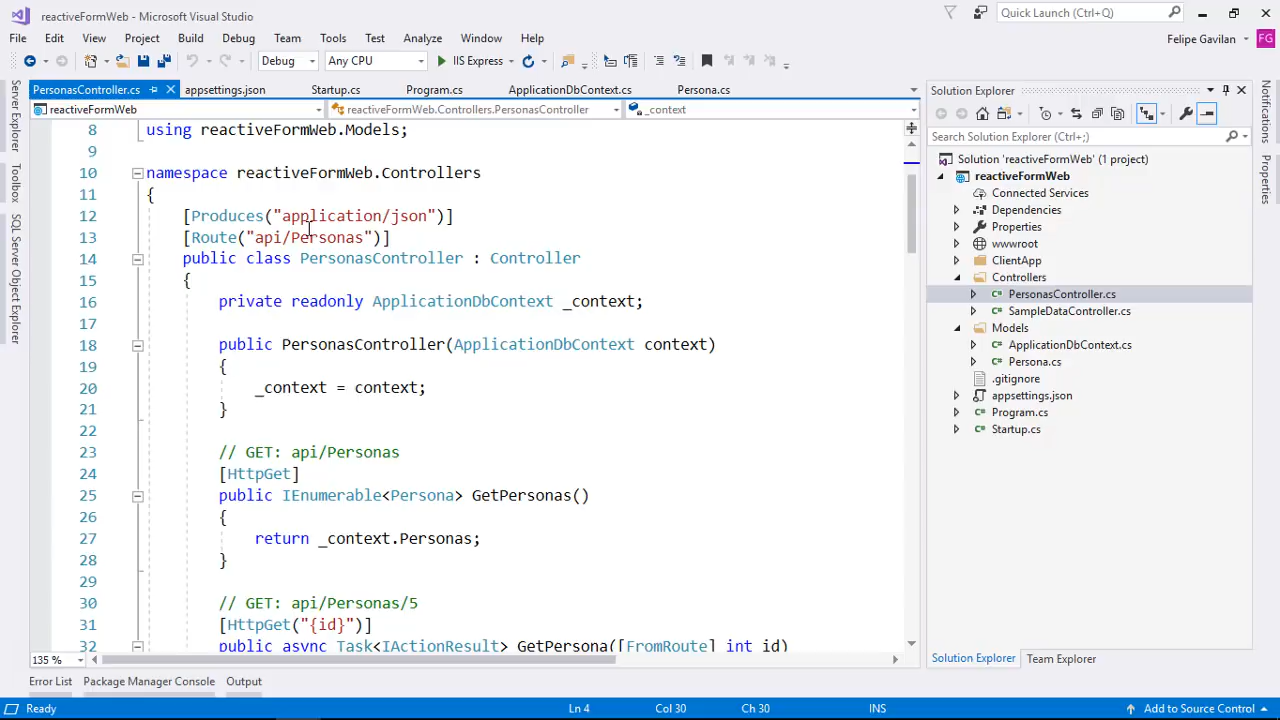 reactiveFormWeb - Microsoft Visual Studio
Quick Launch (Ctrl+Q)
File Edit View Project Build Debug Team Tools Test Analyze Window Help
Felipe Gavilan FG
Debug Any CPU IIS Express
PersonasController.cs appsettings.json Startup.cs Program.cs ApplicationDbContext.cs Persona.cs
reactiveFormWeb reactiveFormWeb.Controllers.PersonasController _context
8 using reactiveFormWeb.Models;
9
10 namespace reactiveFormWeb.Controllers
11 {
12 [Produces("application/json")]
13 [Route("api/Personas")]
14 public class PersonasController : Controller
15 {
16 private readonly ApplicationDbContext _context;
17
18 public PersonasController(ApplicationDbContext context)
19 {
20 _context = context;
21 }
22
23 // GET: api/Personas
24 [HttpGet]
25 public IEnumerable<Persona> GetPersonas()
26 {
27 return _context.Personas;
28 }
29
30 // GET: api/Personas/5
31 [HttpGet("{id}")]
32 public async Task<IActionResult> GetPersona([FromRoute] int id)
135 %
Server Explorer
Toolbox
SQL Server Object Explorer
Solution Explorer
Search Solution Explorer (Ctrl+;)
Solution 'reactiveFormWeb' (1 project)
reactiveFormWeb
Connected Services
Dependencies
Properties
wwwroot
ClientApp
Controllers
PersonasController.cs
SampleDataController.cs
Models
ApplicationDbContext.cs
Persona.cs
.gitignore
appsettings.json
Program.cs
Startup.cs
Solution Explorer Team Explorer
Notifications
Properties
Error List Package Manager Console Output
Ready Ln 4 Col 30 Ch 30 INS Add to Source Control